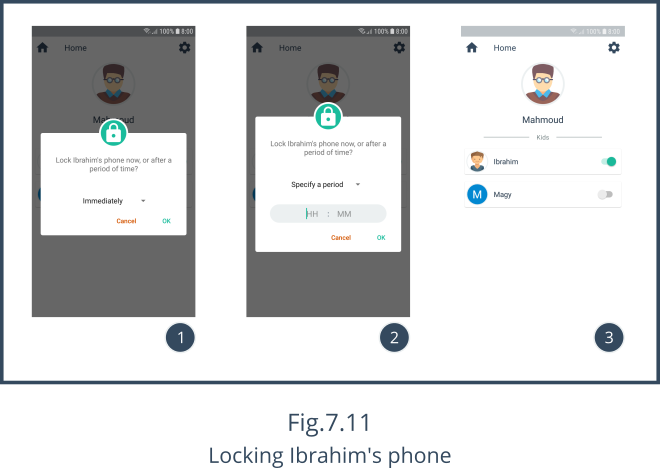 100% 8:00
Home
Mahmoud
Lock Ibrahim's phone now, or after a
period of time?
Immediately
Cancel OK
1
100% 8:00
Home
Lock Ibrahim's phone now, or after a
period of time?
Specify a period
HH : MM
Cancel OK
2
100% 8:00
Home
Mahmoud
Kids
Ibrahim
M Magy
3
Fig.7.11
Locking Ibrahim's phone